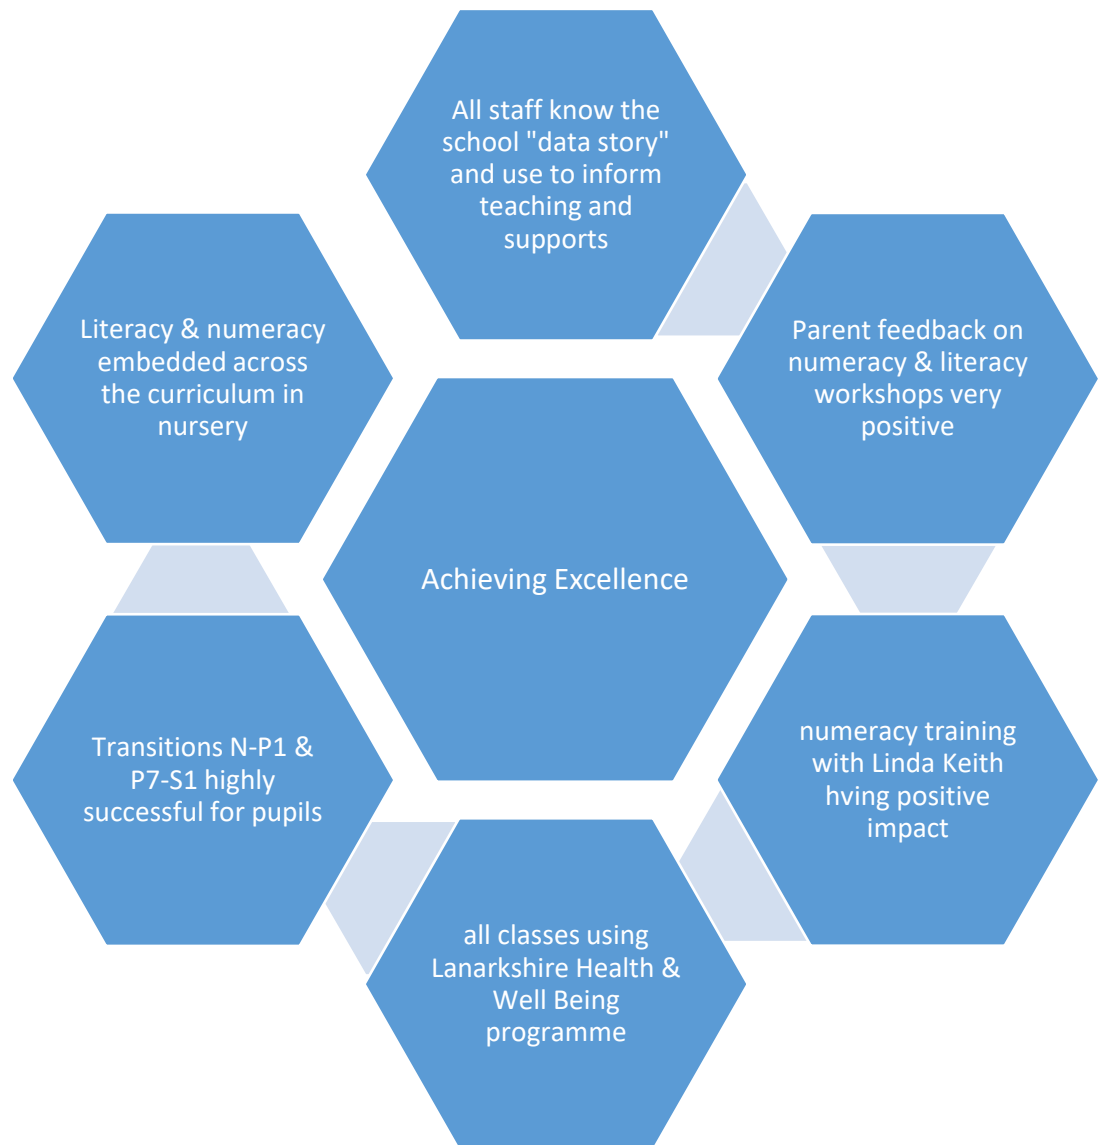 All staff know the
school "data story"
and use to inform
teaching and
supports
Parent feedback on
numeracy & literacy
workshops very
positive
numeracy training
with Linda Keith
hving positive
impact
all classes using
Lanarkshire Health &
Well Being
programme
Transitions N-P1 &
P7-S1 highly
successful for pupils
Literacy & numeracy
embedded across
the curriculum in
nursery
Achieving Excellence